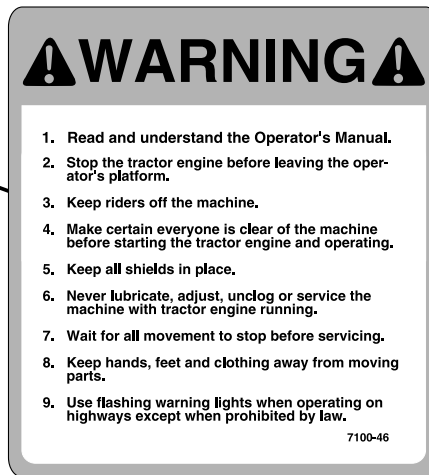 WARNING
1. Read and understand the Operator's Manual.
2. Stop the tractor engine before leaving the oper-
ator's platform.
3. Keep riders off the machine.
4. Make certain everyone is clear of the machine
before starting the tractor engine and operating.
5. Keep all shields in place.
6. Never lubricate, adjust, unclog or service the
machine with tractor engine running.
7. Wait for all movement to stop before servicing.
8. Keep hands, feet and clothing away from moving
parts.
9. Use flashing warning lights when operating on
highways except when prohibited by law.
7100-46